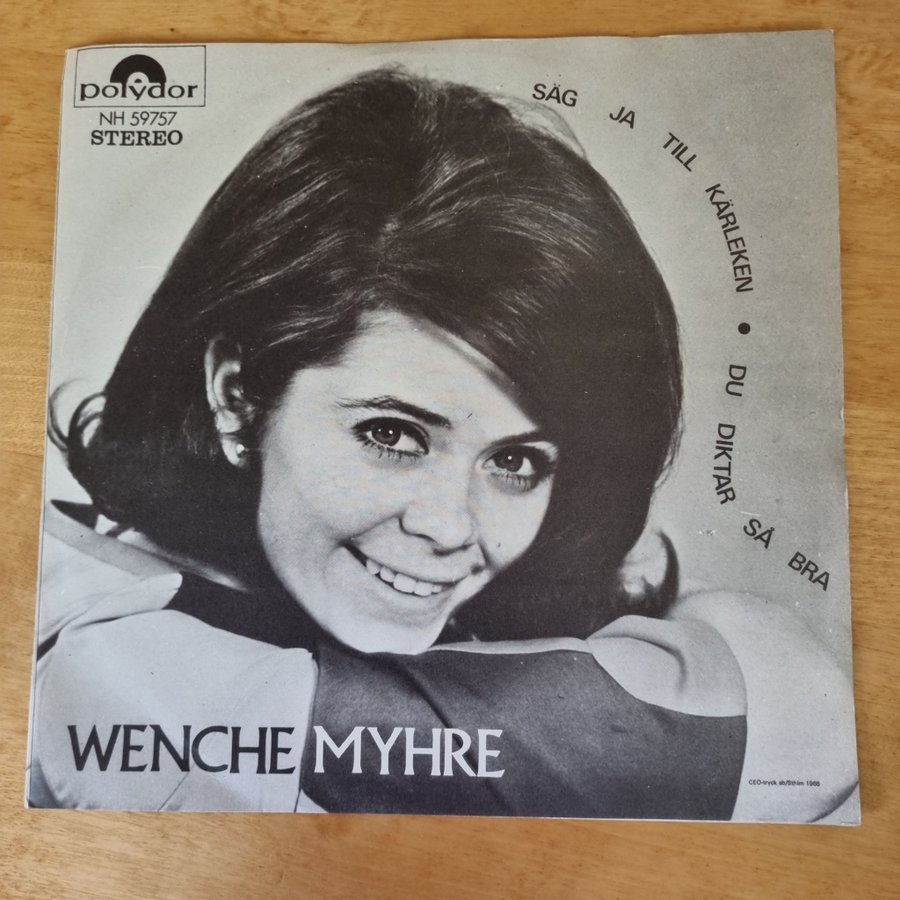 polydor
NH 59757
STEREO
SÄG JA TILL KÄRLEKEN • DU DIKTAR SÅ BRA
WENCHE MYHRE
CEO-tryck ab/Sthlm 1968